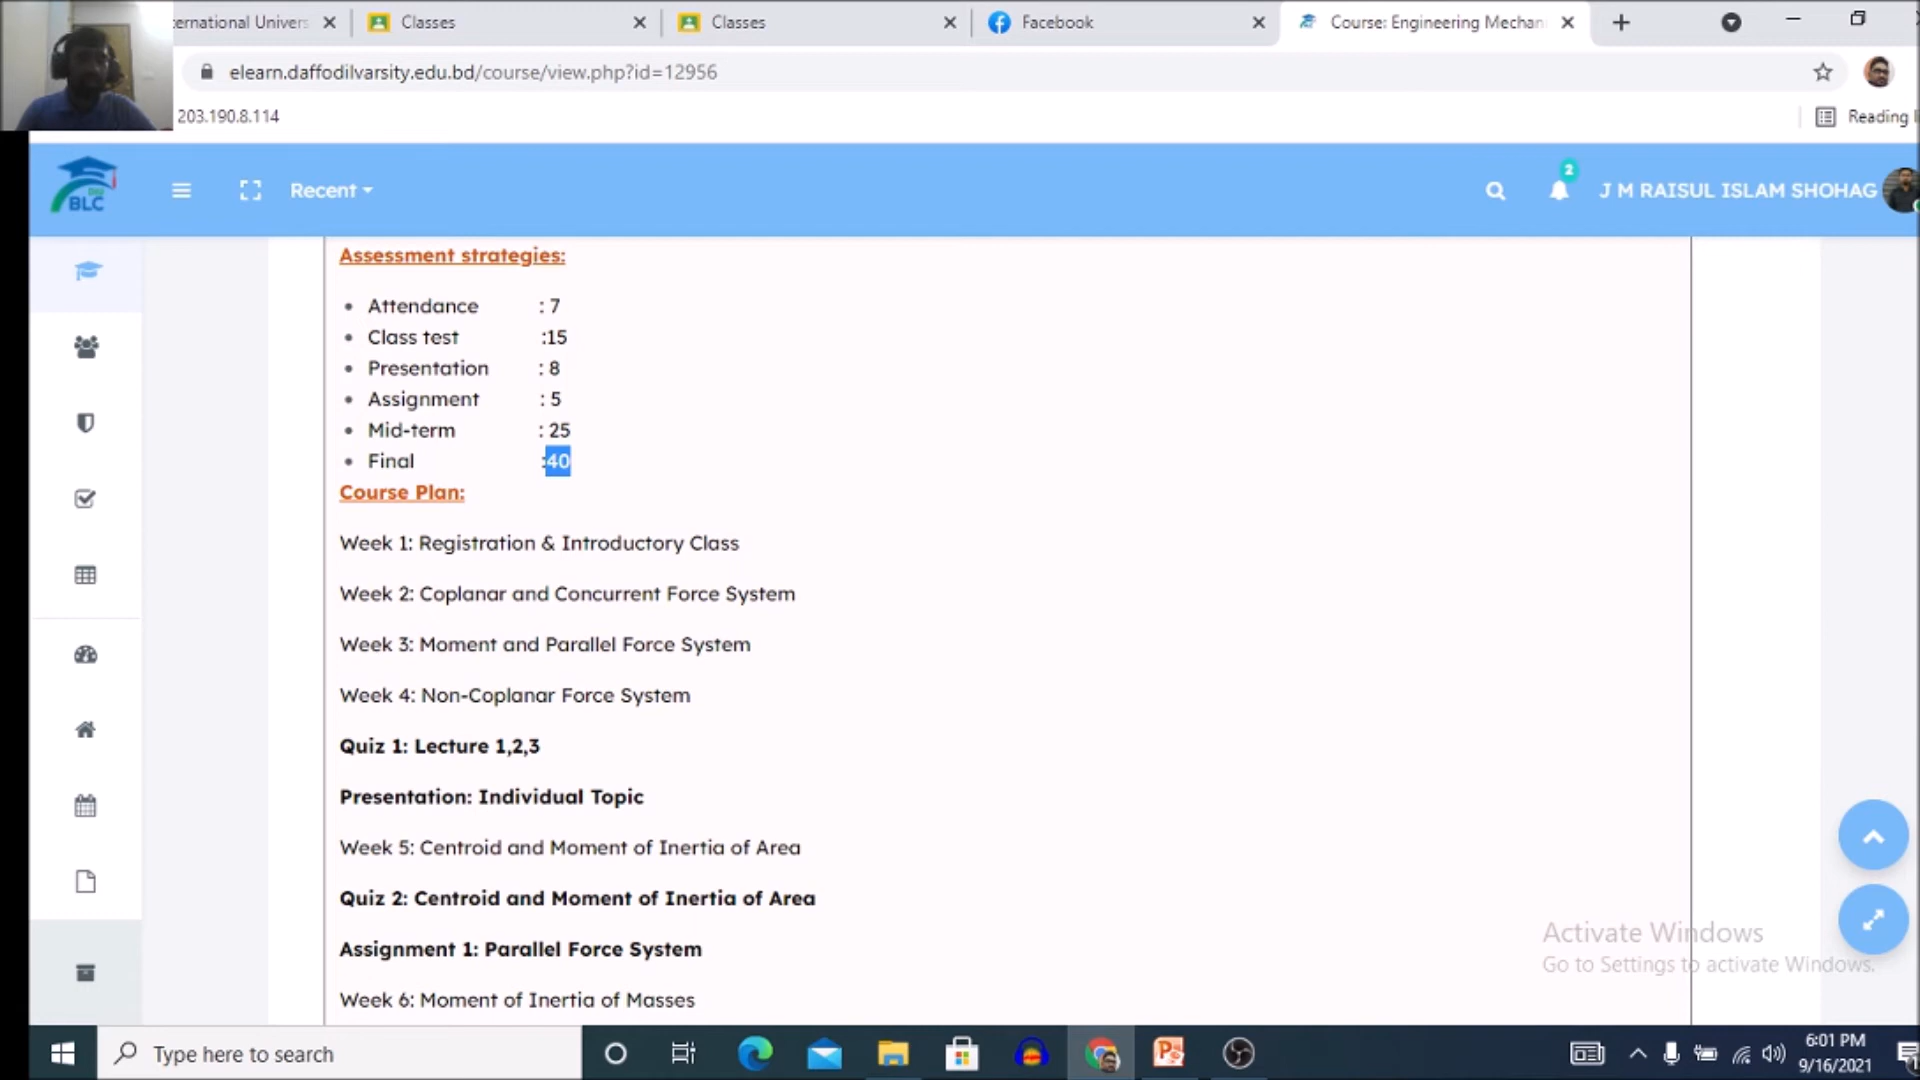 ernational Univers
Classes
Classes
Facebook
Course: Engineering Mechan
elearn.daffodilvarsity.edu.bd/course/view.php?id=12956
203.190.8.114
Reading
BLC
Recent
2
J M RAISUL ISLAM SHOHAG
Assessment strategies:
• Attendance : 7
• Class test :15
• Presentation : 8
• Assignment : 5
• Mid-term : 25
• Final :40
Course Plan:
Week 1: Registration & Introductory Class
Week 2: Coplanar and Concurrent Force System
Week 3: Moment and Parallel Force System
Week 4: Non-Coplanar Force System
Quiz 1: Lecture 1,2,3
Presentation: Individual Topic
Week 5: Centroid and Moment of Inertia of Area
Quiz 2: Centroid and Moment of Inertia of Area
Assignment 1: Parallel Force System
Week 6: Moment of Inertia of Masses
Activate Windows
Go to Settings to activate Windows.
Type here to search
6:01 PM
9/16/2021